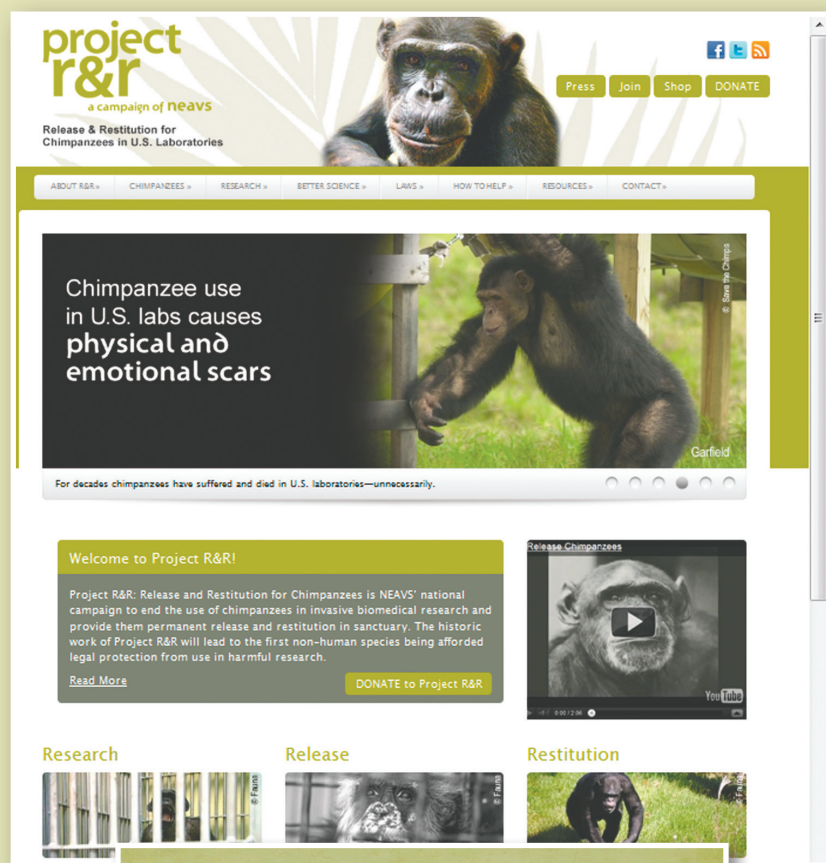 project
r&r
a campaign of neavs
Release & Restitution for
Chimpanzees in U.S. Laboratories
Press Join Shop DONATE
ABOUT R&R » CHIMPANZEES » RESEARCH » BETTER SCIENCE » LAWS » HOW TO HELP » RESOURCES » CONTACT »
© Save the Chimps
Chimpanzee use
in U.S. labs causes
physical and
emotional scars
Garfield
For decades chimpanzees have suffered and died in U.S. laboratories—unnecessarily.
Welcome to Project R&R!
Project R&R: Release and Restitution for Chimpanzees is NEAVS' national
campaign to end the use of chimpanzees in invasive biomedical research and
provide them permanent release and restitution in sanctuary. The historic
work of Project R&R will lead to the first non-human species being afforded
legal protection from use in harmful research.
Read More
DONATE to Project R&R
Release Chimpanzees
YouTube
0:00 / 2:06
Research Release Restitution
© Fauna
© Fauna
© Fauna